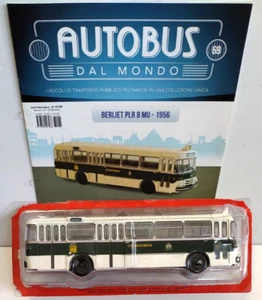 AUTOBUS
69
DAL MONDO
I VEICOLI DI TRASPORTO PUBBLICO PIÙ FAMOSI IN UNA COLLEZIONE UNICA
BERLIET PLR 8 MU - 1956